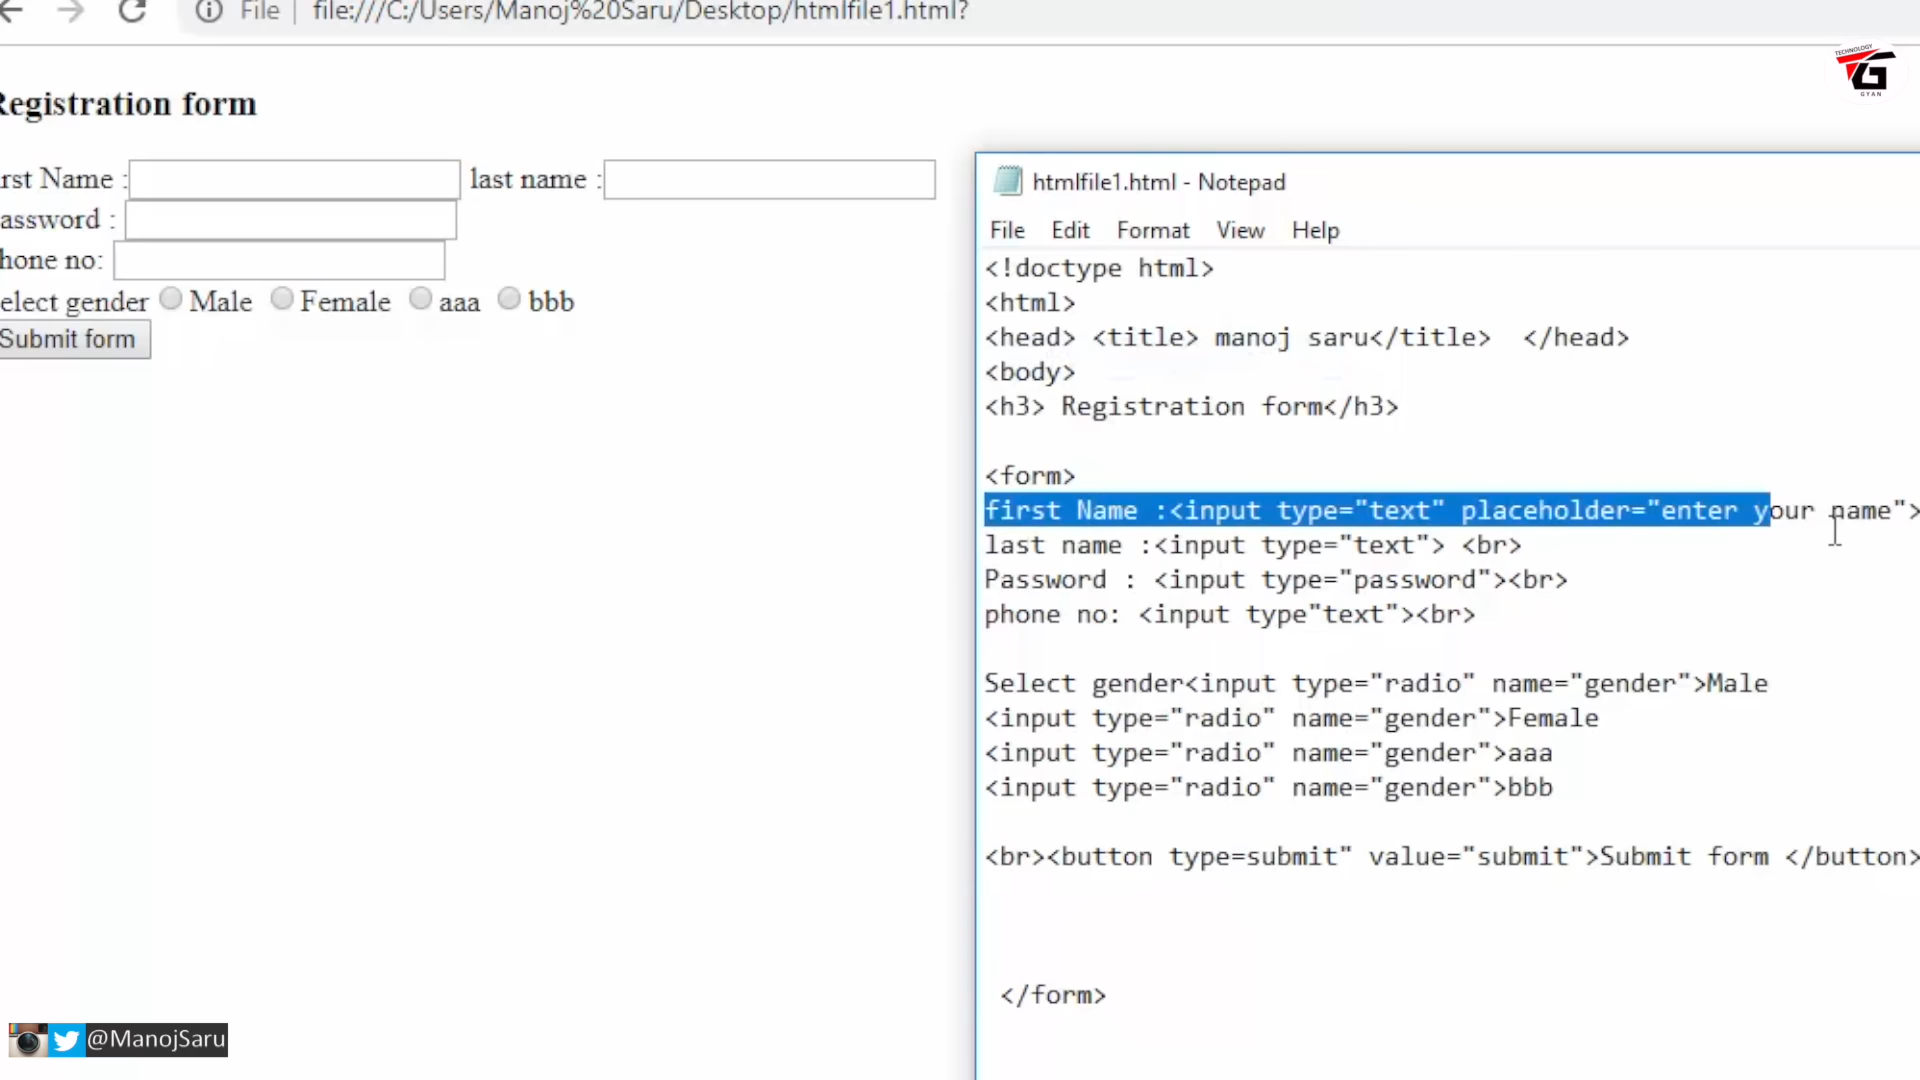 File | file:///C:/Users/Manoj%20Saru/Desktop/htmlfile1.html?
TECHNOLOGY
TG
GYAN
Registration form
rst Name : last name :
assword :
hone no:
elect gender Male Female aaa bbb
Submit form
htmlfile1.html - Notepad
File Edit Format View Help
<!doctype html>
<html>
<head> <title> manoj saru</title>  </head>
<body>
<h3> Registration form</h3>
<form>
first Name :<input type="text" placeholder="enter your name">
last name :<input type="text"> <br>
Password : <input type="password"><br>
phone no: <input type"text"><br>
Select gender<input type="radio" name="gender">Male
<input type="radio" name="gender">Female
<input type="radio" name="gender">aaa
<input type="radio" name="gender">bbb
<br><button type=submit" value="submit">Submit form </button>
</form>
@ManojSaru